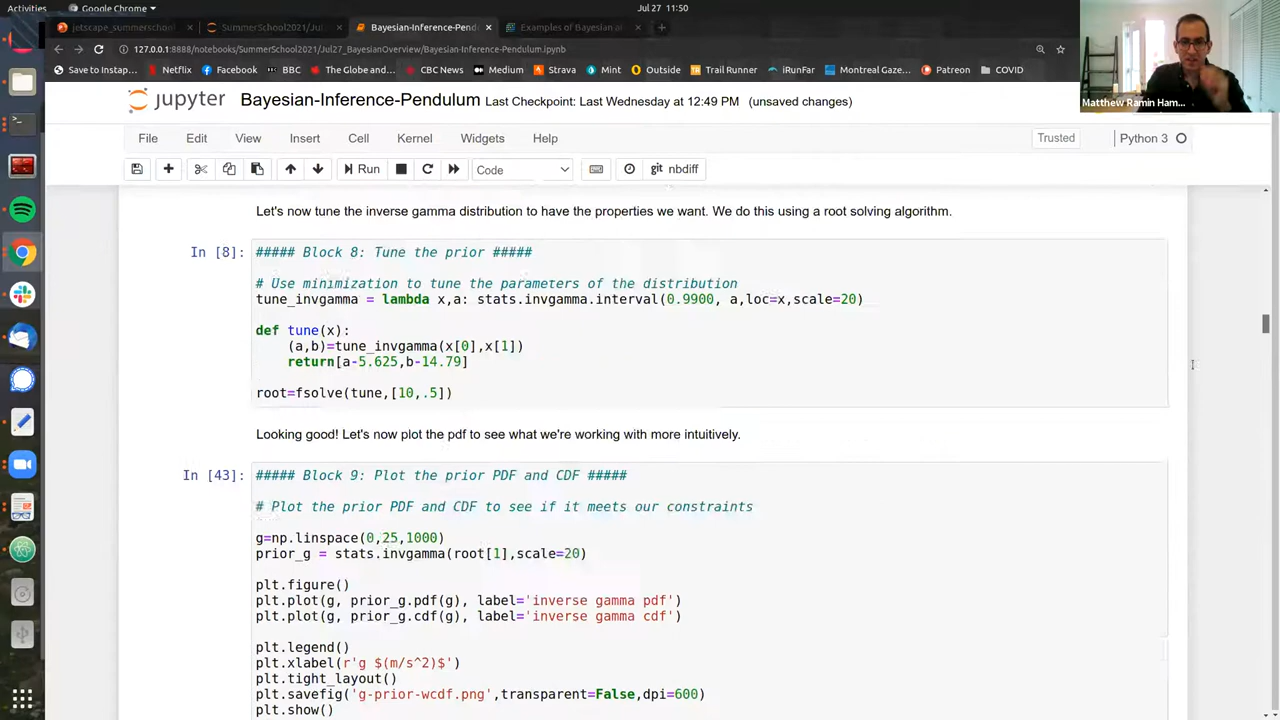 Activities
Google Chrome
Jul 27 11:50
jetscape_summerschool
SummerSchool2021/Jul
Bayesian-Inference-Pend
Examples of Bayesian a
127.0.0.1:8888/notebooks/SummerSchool2021/Jul27_BayesianOverview/Bayesian-Inference-Pendulum.ipynb
Save to Instap... Netflix Facebook BBC The Globe and... CBC News Medium Strava Mint Outside Trail Runner iRunFar Montreal Gaze... Patreon COVID
Matthew Ramin Ham...
jupyter Bayesian-Inference-Pendulum Last Checkpoint: Last Wednesday at 12:49 PM (unsaved changes)
File Edit View Insert Cell Kernel Widgets Help Trusted Python 3
Run Code git nbdiff
Let's now tune the inverse gamma distribution to have the properties we want. We do this using a root solving algorithm.
In [8]: ##### Block 8: Tune the prior #####
# Use minimization to tune the parameters of the distribution
tune_invgamma = lambda x,a: stats.invgamma.interval(0.9900, a,loc=x,scale=20)
def tune(x):
(a,b)=tune_invgamma(x[0],x[1])
return[a-5.625,b-14.79]
root=fsolve(tune,[10,.5])
Looking good! Let's now plot the pdf to see what we're working with more intuitively.
In [43]: ##### Block 9: Plot the prior PDF and CDF #####
# Plot the prior PDF and CDF to see if it meets our constraints
g=np.linspace(0,25,1000)
prior_g = stats.invgamma(root[1],scale=20)
plt.figure()
plt.plot(g, prior_g.pdf(g), label='inverse gamma pdf')
plt.plot(g, prior_g.cdf(g), label='inverse gamma cdf')
plt.legend()
plt.xlabel(r'g $(m/s^2)$')
plt.tight_layout()
plt.savefig('g-prior-wcdf.png',transparent=False,dpi=600)
plt.show()